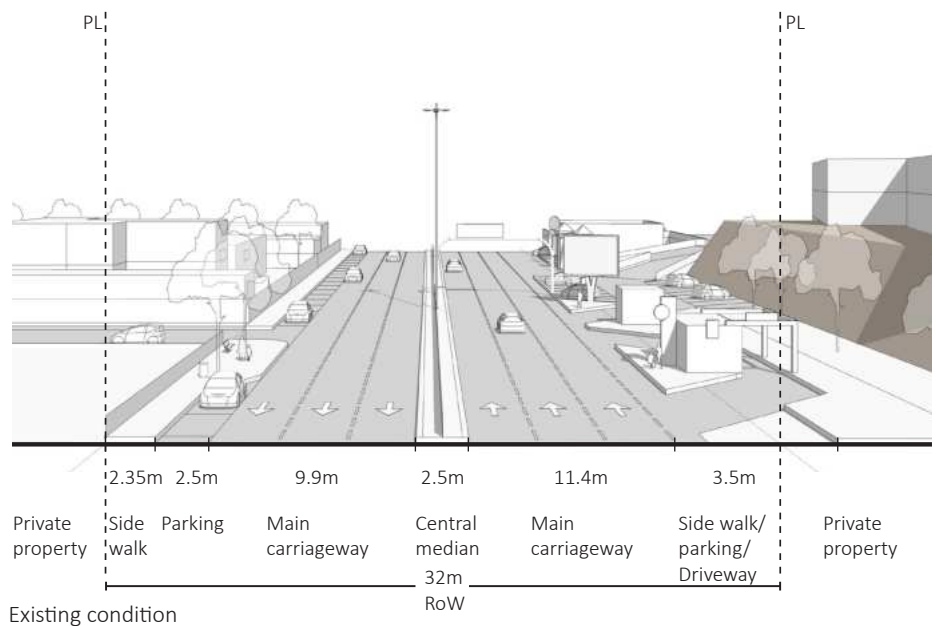 PL
PL
2.35m 2.5m 9.9m 2.5m 11.4m 3.5m
Private property
Side walk
Parking
Main carriageway
Central median
Main carriageway
Side walk/ parking/ Driveway
Private property
32m
RoW
Existing condition